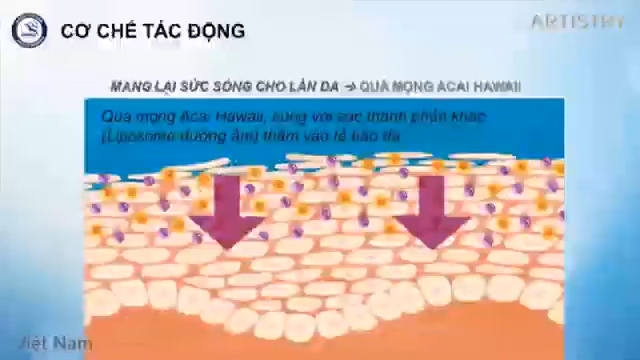 CƠ CHẾ TÁC ĐỘNG
ARTISTRY
MANG LẠI SỨC SỐNG CHO LÀN DA → QUẢ MỌNG ACAI HAWAII
Quả mọng Acai Hawaii, cùng với các thành phần khác
(Liposome dưỡng ẩm) thấm vào tế bào da
Việt Nam